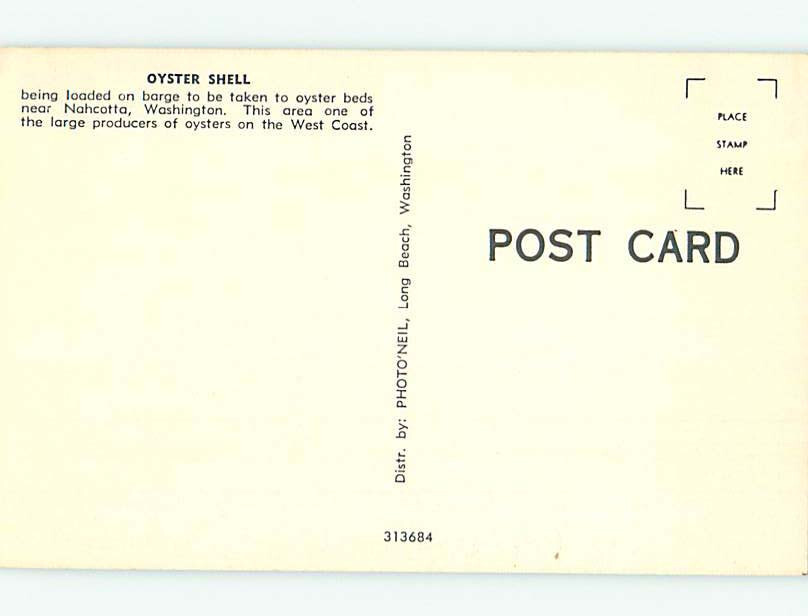 OYSTER SHELL
being loaded on barge to be taken to oyster beds
near Nahcotta, Washington. This area one of
the large producers of oysters on the West Coast.
Distr. by: PHOTO'NEIL, Long Beach, Washington
313684
PLACE
STAMP
HERE
POST CARD